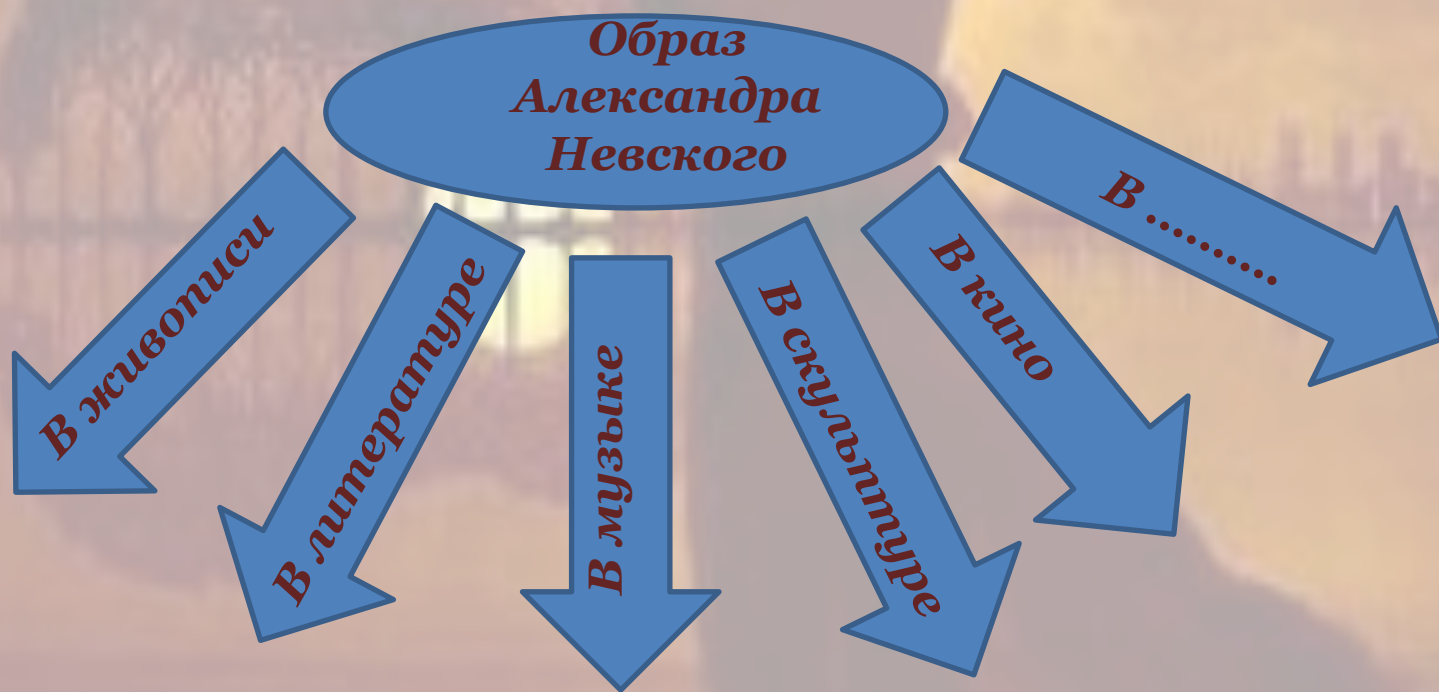 Образ
Александра
Невского
В живописи
В литературе
В музыке
В скульптуре
В кино
В ..........